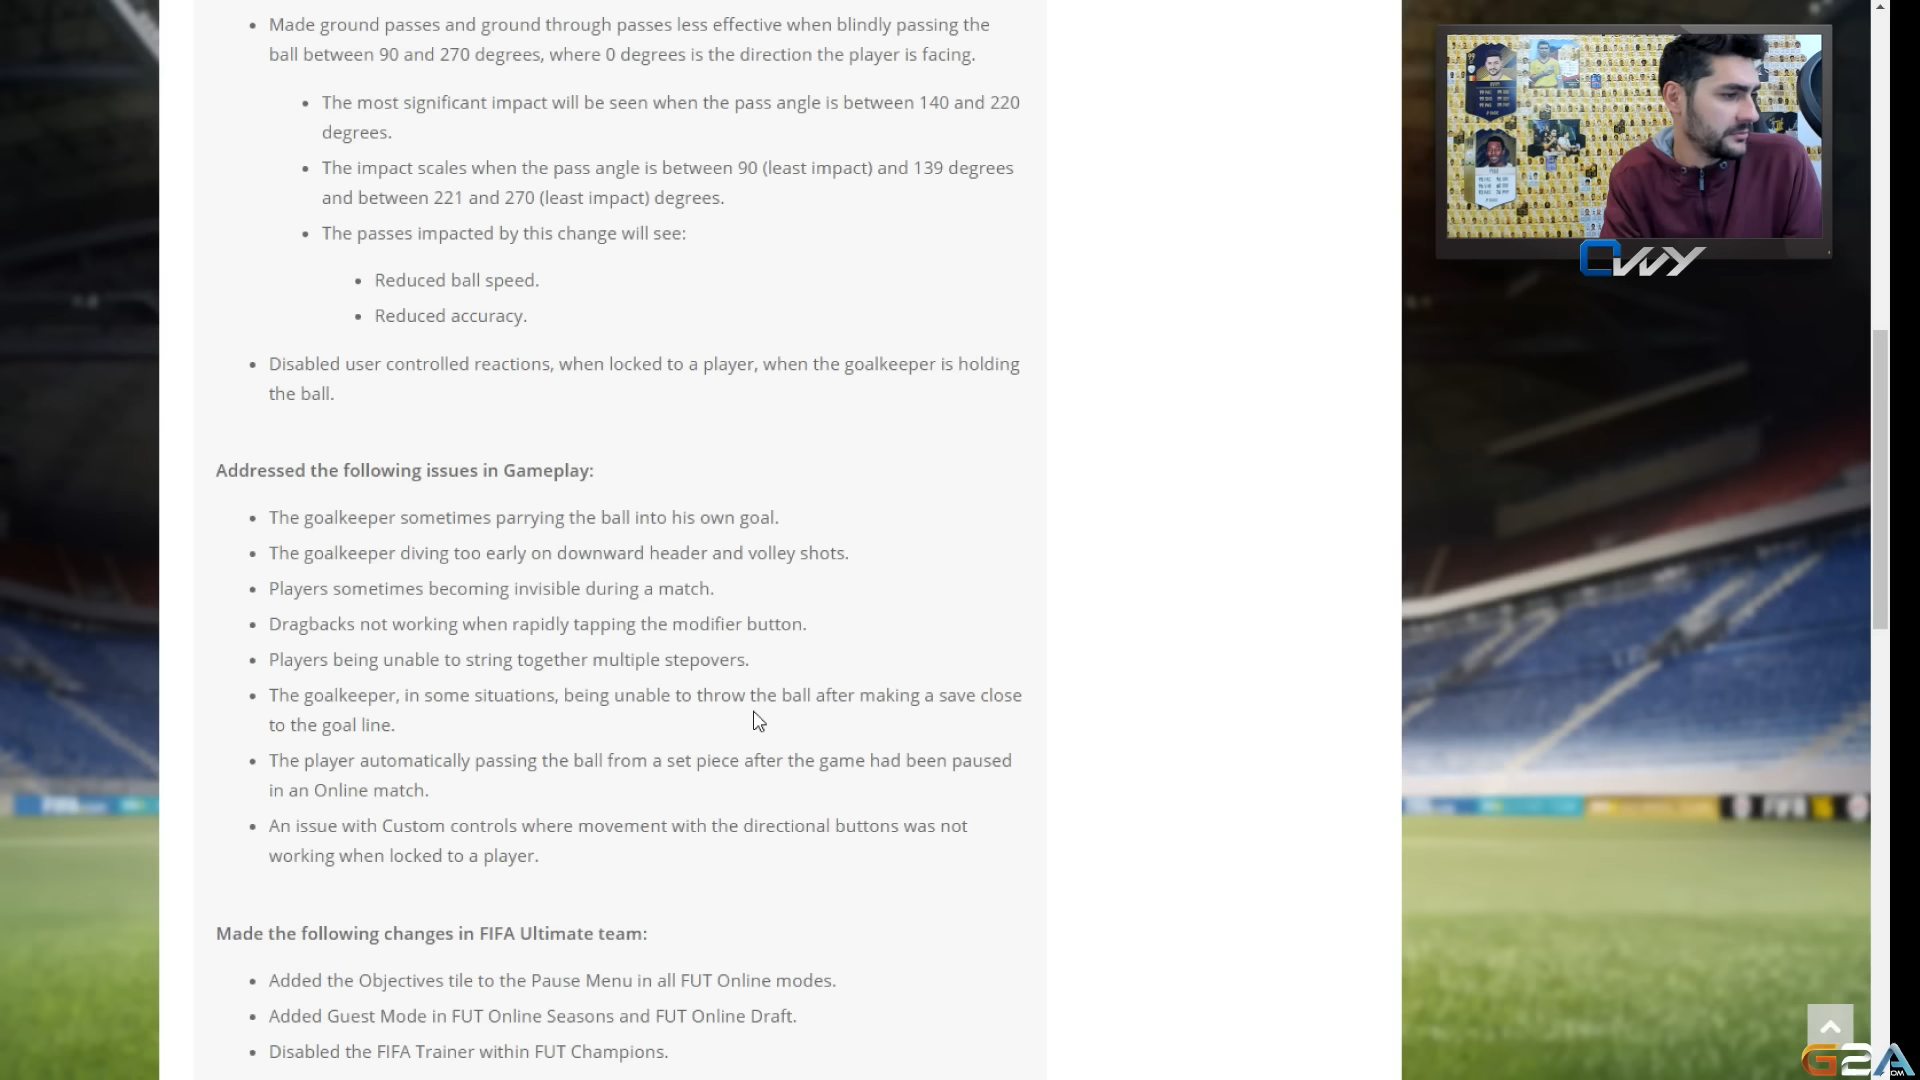 Made ground passes and ground through passes less effective when blindly passing the
ball between 90 and 270 degrees, where 0 degrees is the direction the player is facing.
The most significant impact will be seen when the pass angle is between 140 and 220
degrees.
The impact scales when the pass angle is between 90 (least impact) and 139 degrees
and between 221 and 270 (least impact) degrees.
The passes impacted by this change will see:
Reduced ball speed.
Reduced accuracy.
Disabled user controlled reactions, when locked to a player, when the goalkeeper is holding
the ball.
Addressed the following issues in Gameplay:
The goalkeeper sometimes parrying the ball into his own goal.
The goalkeeper diving too early on downward header and volley shots.
Players sometimes becoming invisible during a match.
Dragbacks not working when rapidly tapping the modifier button.
Players being unable to string together multiple stepovers.
The goalkeeper, in some situations, being unable to throw the ball after making a save close
to the goal line.
The player automatically passing the ball from a set piece after the game had been paused
in an Online match.
An issue with Custom controls where movement with the directional buttons was not
working when locked to a player.
Made the following changes in FIFA Ultimate team:
Added the Objectives tile to the Pause Menu in all FUT Online modes.
Added Guest Mode in FUT Online Seasons and FUT Online Draft.
Disabled the FIFA Trainer within FUT Champions.
G2A
.COM